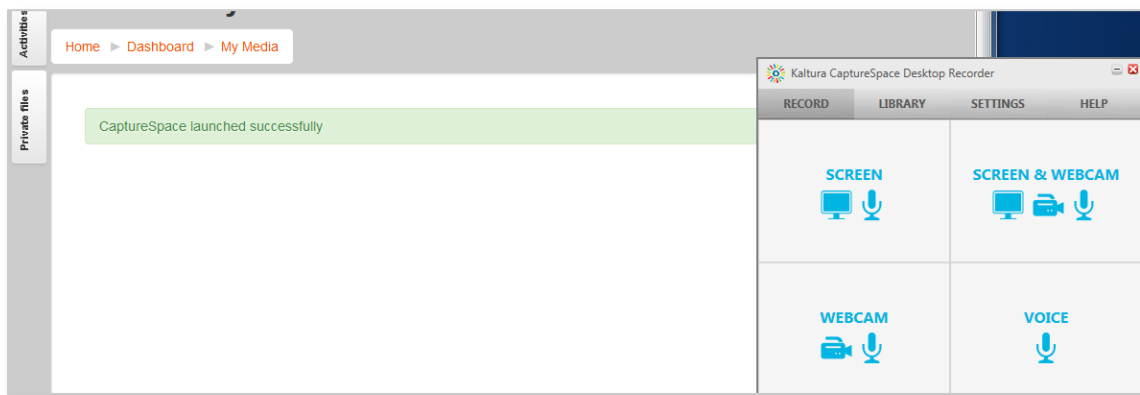 Activities
Private files
Home ► Dashboard ► My Media
CaptureSpace launched successfully
Kaltura CaptureSpace Desktop Recorder
RECORD LIBRARY SETTINGS HELP
SCREEN SCREEN & WEBCAM
WEBCAM VOICE